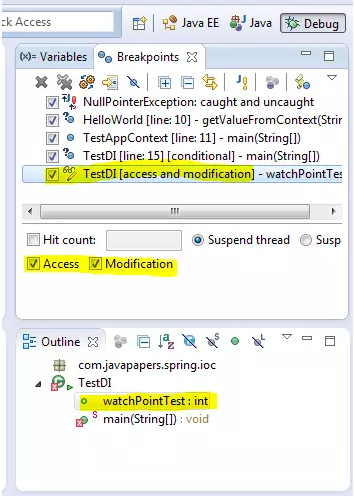 ck Access
Java EE
Java
Debug
(x)= Variables
Breakpoints
NullPointerException: caught and uncaught
HelloWorld [line: 10] - getValueFromContext(Strin
TestAppContext [line: 11] - main(String[])
TestDI [line: 15] [conditional] - main(String[])
TestDI [access and modification] - watchPointTes
Hit count:
Suspend thread
Susp
Access
Modification
Outline
com.javapapers.spring.ioc
TestDI
watchPointTest : int
main(String[]) : void